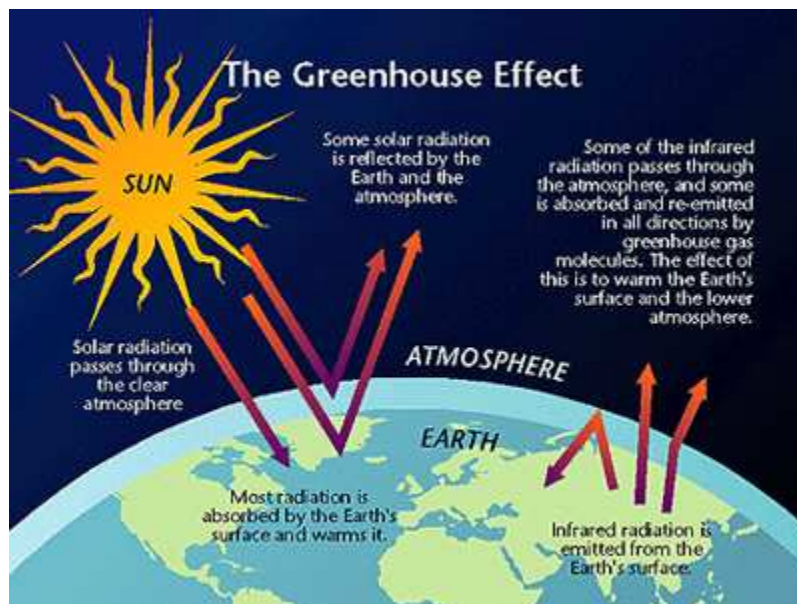 The Greenhouse Effect
SUN
Some solar radiation
is reflected by the
Earth and the
atmosphere.
Some of the infrared
radiation passes through
the atmosphere, and some
is absorbed and re-emitted
in all directions by
greenhouse gas
molecules. The effect of
this is to warm the Earth's
surface and the lower
atmosphere.
Solar radiation
passes through
the clear
atmosphere
ATMOSPHERE
EARTH
Most radiation is
absorbed by the Earth's
surface and warms it.
Infrared radiation is
emitted from the
Earth's surface.